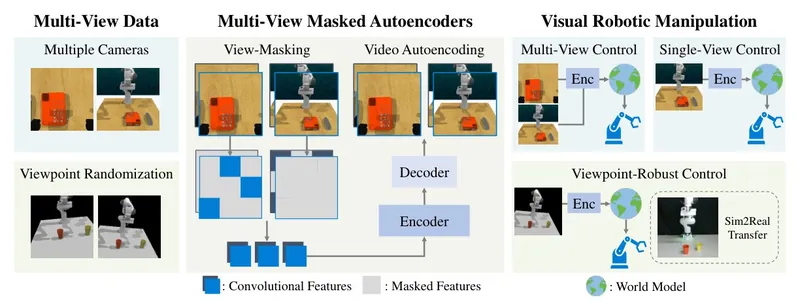 Multi-View Data
Multiple Cameras
Viewpoint Randomization
Multi-View Masked Autoencoders
View-Masking
Video Autoencoding
Decoder
Encoder
: Convolutional Features
: Masked Features
Visual Robotic Manipulation
Multi-View Control
Enc
Single-View Control
Enc
Viewpoint-Robust Control
Enc
Sim2Real
Transfer
: World Model